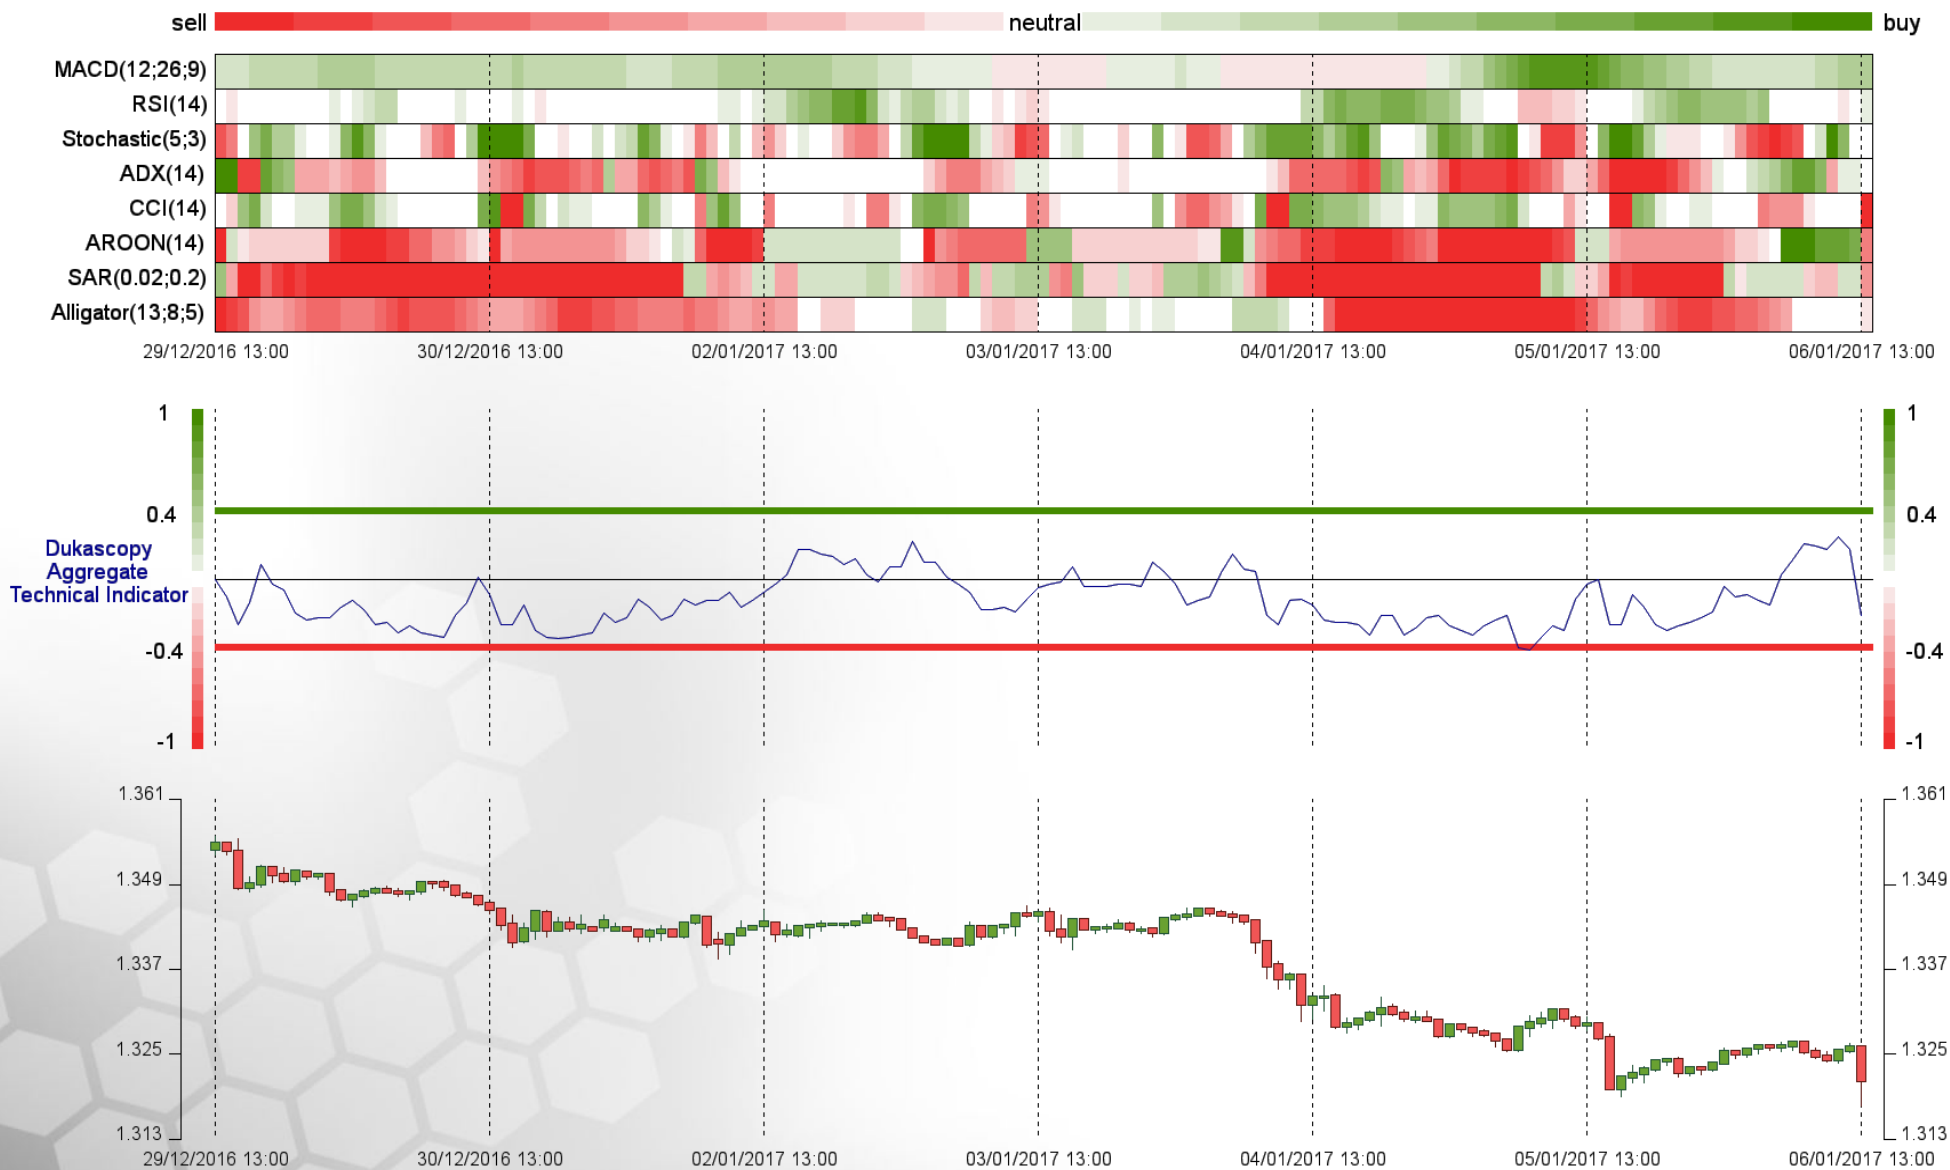 sell neutral buy
MACD(12;26;9)
RSI(14)
Stochastic(5;3)
ADX(14)
CCI(14)
AROON(14)
SAR(0.02;0.2)
Alligator(13;8;5)
29/12/2016 13:00 30/12/2016 13:00 02/01/2017 13:00 03/01/2017 13:00 04/01/2017 13:00 05/01/2017 13:00 06/01/2017 13:00
1 1
0.4 0.4
Dukascopy
Aggregate
Technical Indicator
-0.4 -0.4
-1 -1
1.361 1.361
1.349 1.349
1.337 1.337
1.325 1.325
1.313 1.313
29/12/2016 13:00 30/12/2016 13:00 02/01/2017 13:00 03/01/2017 13:00 04/01/2017 13:00 05/01/2017 13:00 06/01/2017 13:00